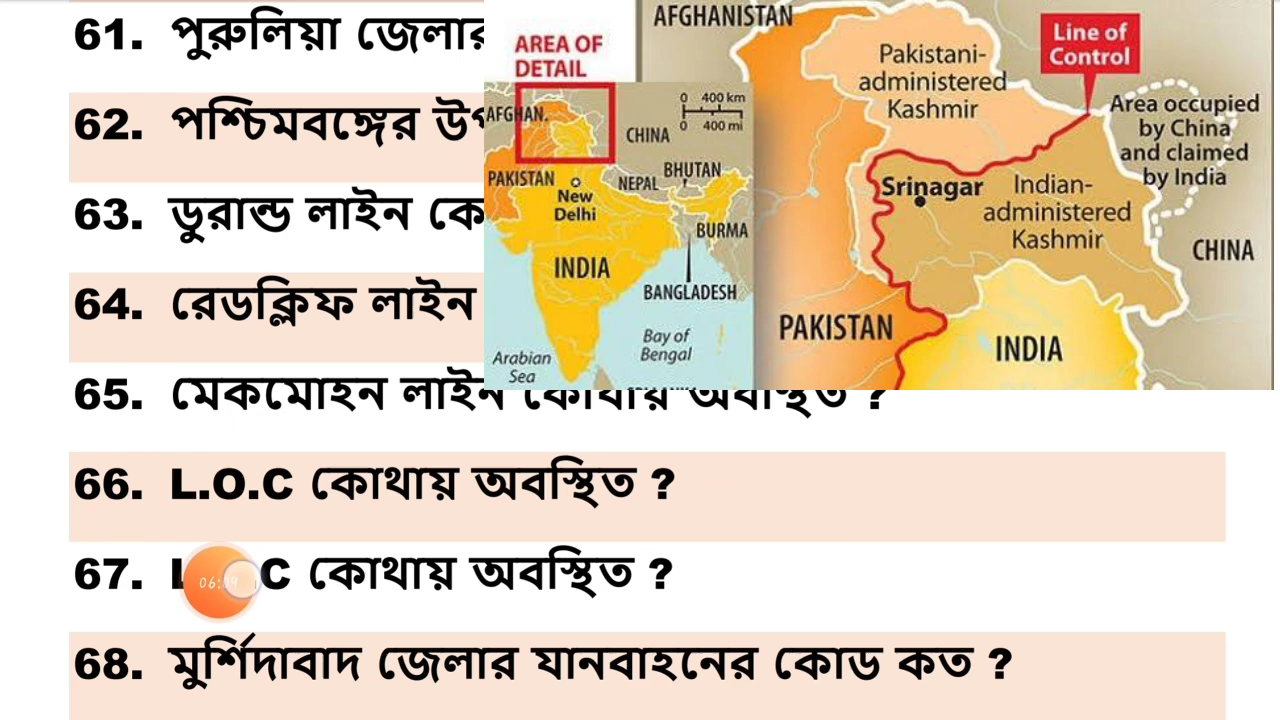 61. পুরুলিয়া জেলার
62. পশ্চিমবঙ্গের
63. ডুরান্ড লাইন
64. রেডক্লিফ লাইন
65. মেকমোহন লাইন কোথায় অবস্থিত ?
66. L.O.C কোথায় অবস্থিত ?
67. C কোথায় অবস্থিত ?
68. মুর্শিদাবাদ জেলার যানবাহনের কোড কত ?
06:09
AREA OF
DETAIL
AFGHAN.
0 400 km
0 400 mi
CHINA
PAKISTAN
New
Delhi
NEPAL
BHUTAN
BURMA
INDIA
BANGLADESH
Bay of
Bengal
Arabian
Sea
AFGHANISTAN
Pakistani-
administered
Kashmir
Line of
Control
Area occupied
by China
and claimed
by India
Srinagar
Indian-
administered
Kashmir
CHINA
PAKISTAN
INDIA